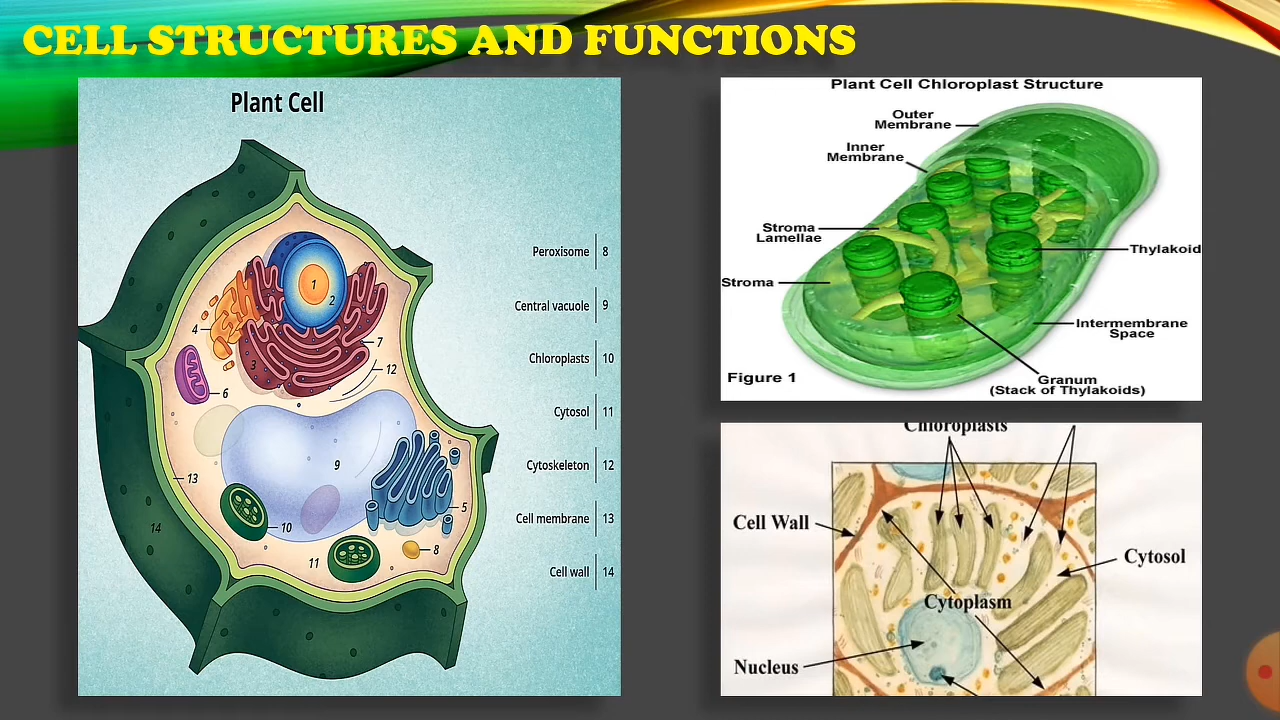 CELL STRUCTURES AND FUNCTIONS
Plant Cell
1
2
3
4
5
6
7
8
9
10
11
12
13
14
Peroxisome 8
Central vacuole 9
Chloroplasts 10
Cytosol 11
Cytoskeleton 12
Cell membrane 13
Cell wall 14
Plant Cell Chloroplast Structure
Outer
Membrane
Inner
Membrane
Stroma
Lamellae
Stroma
Thylakoid
Intermembrane
Space
Granum
(Stack of Thylakoids)
Figure 1
Chloroplasts
Cell Wall
Cytosol
Cytoplasm
Nucleus